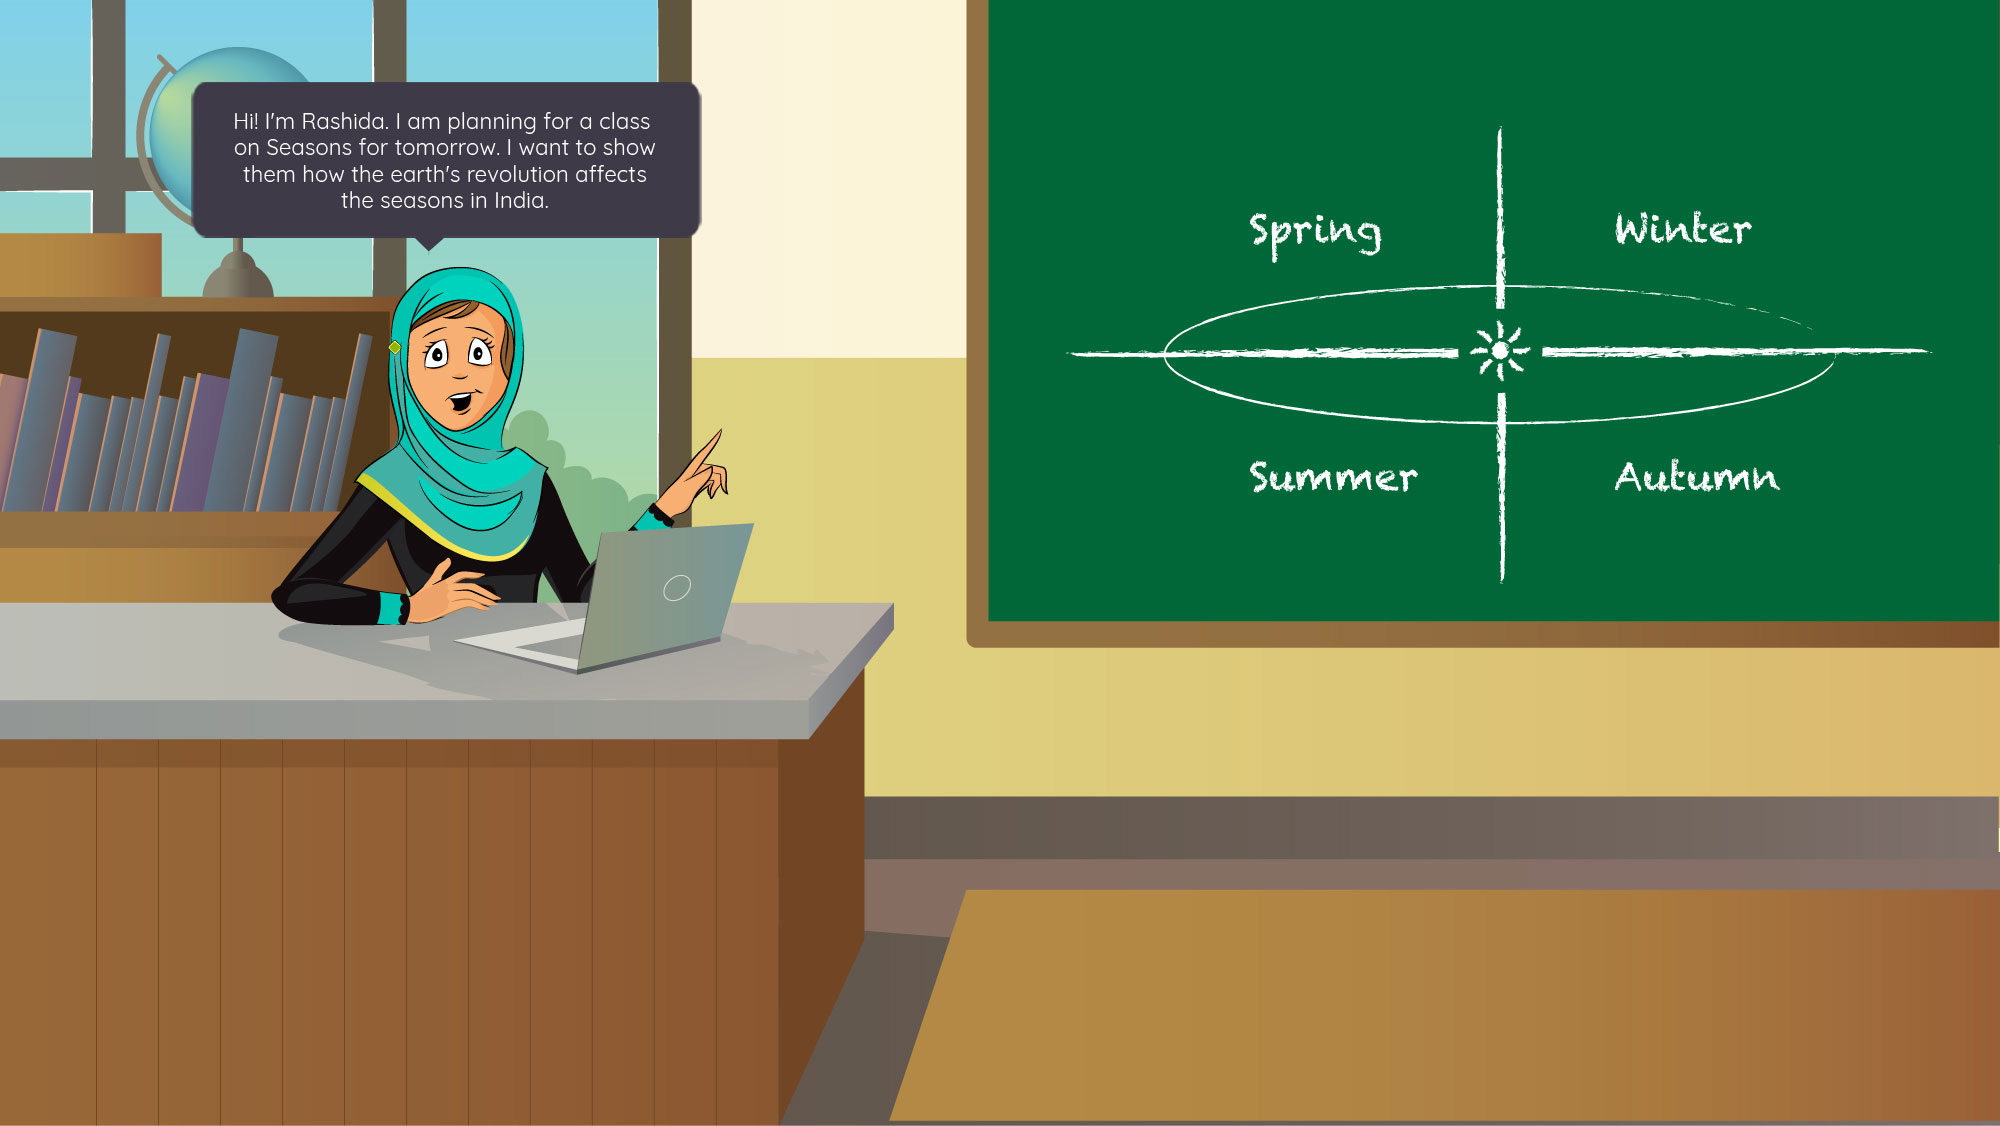 Hi! I'm Rashida. I am planning for a class
on Seasons for tomorrow. I want to show
them how the earth's revolution affects
the seasons in India.
Spring
Winter
Summer
Autumn